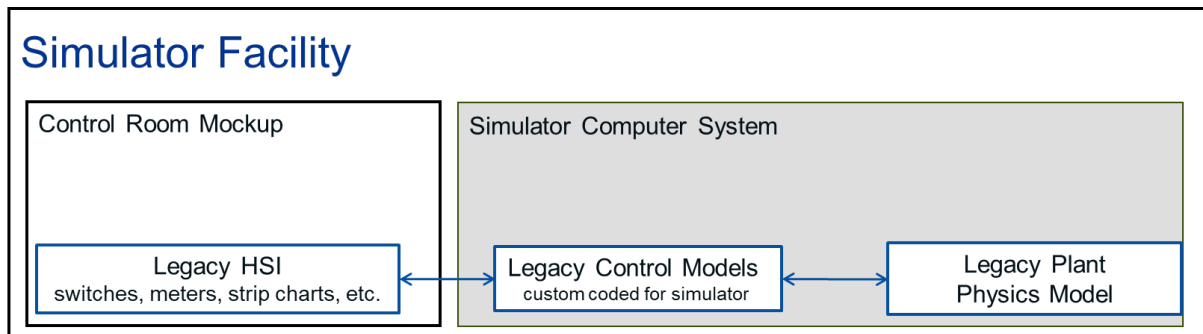 Simulator Facility
Control Room Mockup
Simulator Computer System
Legacy HSI
switches, meters, strip charts, etc.
Legacy Control Models
custom coded for simulator
Legacy Plant
Physics Model